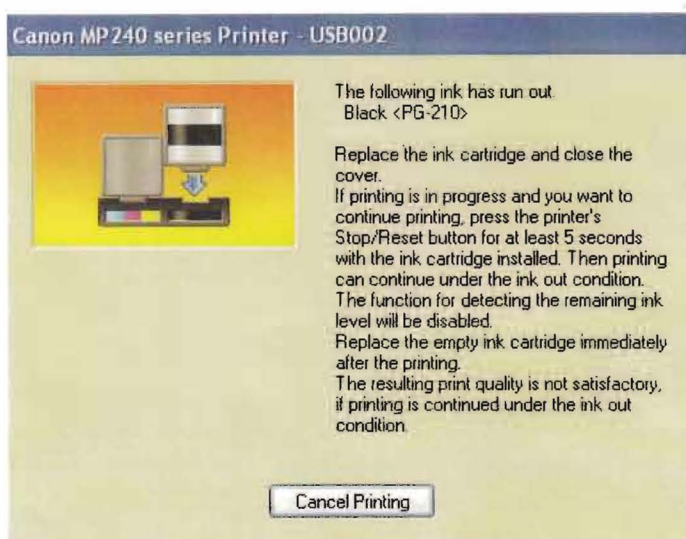 Canon MP240 series Printer - USB002
The following ink has run out
Black <PG-210>
Replace the ink cartridge and close the
cover.
If printing is in progress and you want to
continue printing, press the printer's
Stop/Reset button for at least 5 seconds
with the ink cartridge installed. Then printing
can continue under the ink out condition.
The function for detecting the remaining ink
level will be disabled.
Replace the empty ink cartridge immediately
after the printing.
The resulting print quality is not satisfactory,
if printing is continued under the ink out
condition.
Cancel Printing